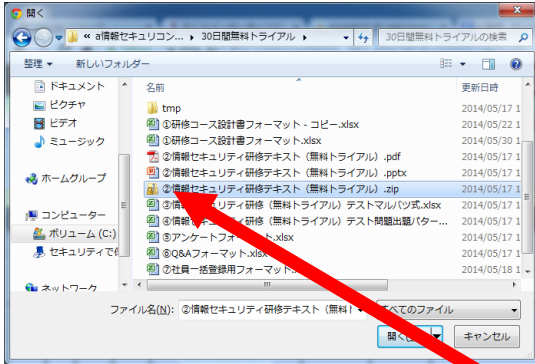 開く
« a情報セキュリコン... ▸ 30日間無料トライアル ▸
30日間無料トライアルの検索
整理 ▼ 新しいフォルダー
名前 更新日時
ドキュメント
ピクチャ
ビデオ
ミュージック
ホームグループ
コンピューター
ボリューム (C:)
セキュリティで
ネットワーク
tmp 2014/05/17 1
①研修コース設計書フォーマット - コピー.xlsx 2014/05/22 1
①研修コース設計書フォーマット.xlsx 2014/05/30 1
②情報セキュリティ研修テキスト（無料トライアル）.pdf 2014/05/17 1
②情報セキュリティ研修テキスト（無料トライアル）.pptx 2014/05/17 1
②情報セキュリティ研修テキスト（無料トライアル）.zip 2014/05/17 1
③情報セキュリティ研修（無料トライアル）テストマルバツ式.xlsx 2014/05/17 1
④情報セキュリティ研修（無料トライアル）テスト問題出題パター... 2014/05/17 1
⑤アンケートフォーマット.xlsx 2014/05/17 1
⑥Q&Aフォーマット.xlsx 2014/05/17 1
⑦社員一括登録用フォーマット. 2014/05/18 1
ファイル名(N): ②情報セキュリティ研修テキスト（無料ト
すべてのファイル
開く
キャンセル